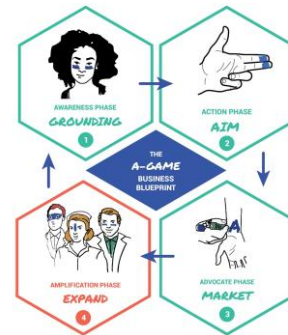 AWARENESS PHASE
GROUNDING
1
ACTION PHASE
AIM
2
THE
A-GAME
BUSINESS
BLUEPRINT
A
ADVOCATE PHASE
MARKET
3
AMPLIFICATION PHASE
EXPAND
4